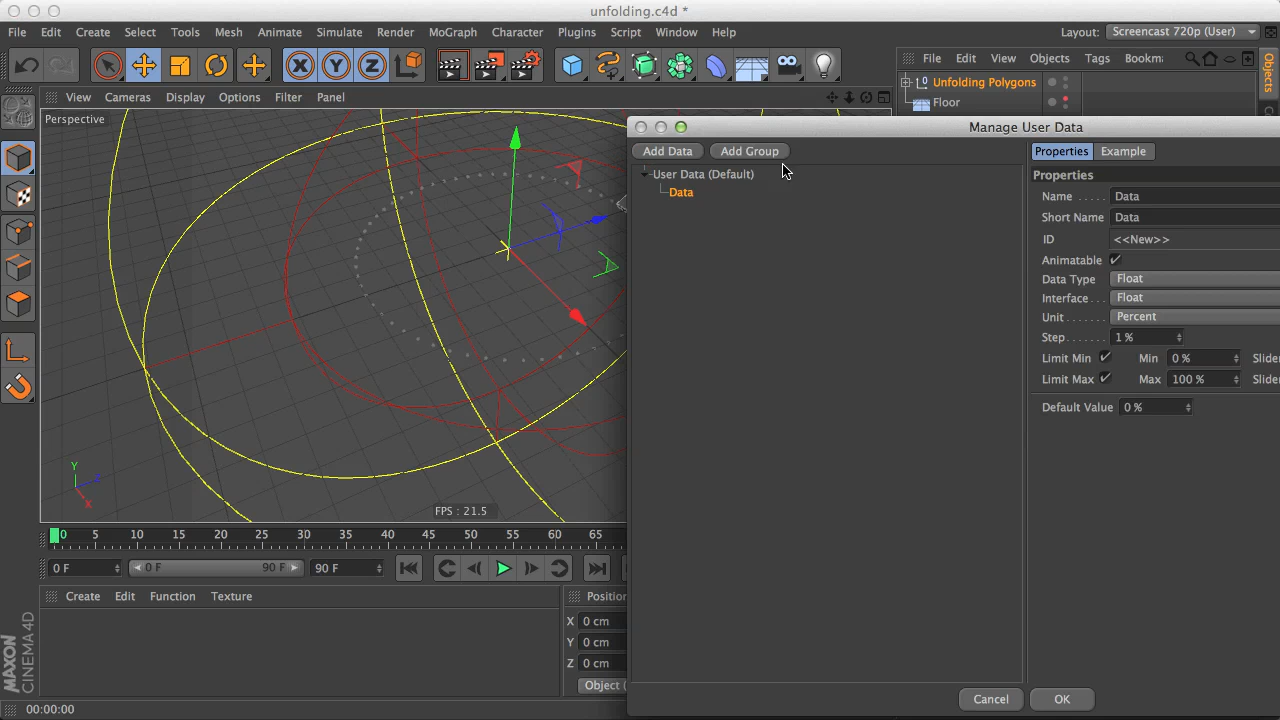 unfolding.c4d *
File Edit Create Select Tools Mesh Animate Simulate Render MoGraph Character Plugins Script Window Help
Layout: Screencast 720p (User)
X Y Z
File Edit View Objects Tags Bookm
Objects
Unfolding Polygons
Floor
View Cameras Display Options Filter Panel
Perspective
Manage User Data
Add Data Add Group
User Data (Default)
Data
Properties Example
Properties
Name Data
Short Name Data
ID <<New>>
Animatable
Data Type Float
Interface Float
Unit Percent
Step 1 %
Limit Min Min 0 % Slider
Limit Max Max 100 % Slider
Default Value 0 %
Cancel OK
Y
Z
X
FPS : 21.5
0 5 10 15 20 25 30 35 40 45 50 55 60 65
0 F 0 F 90 F 90 F
Create Edit Function Texture
Position
X 0 cm
Y 0 cm
Z 0 cm
Object (
MAXON
CINEMA 4D
00:00:00